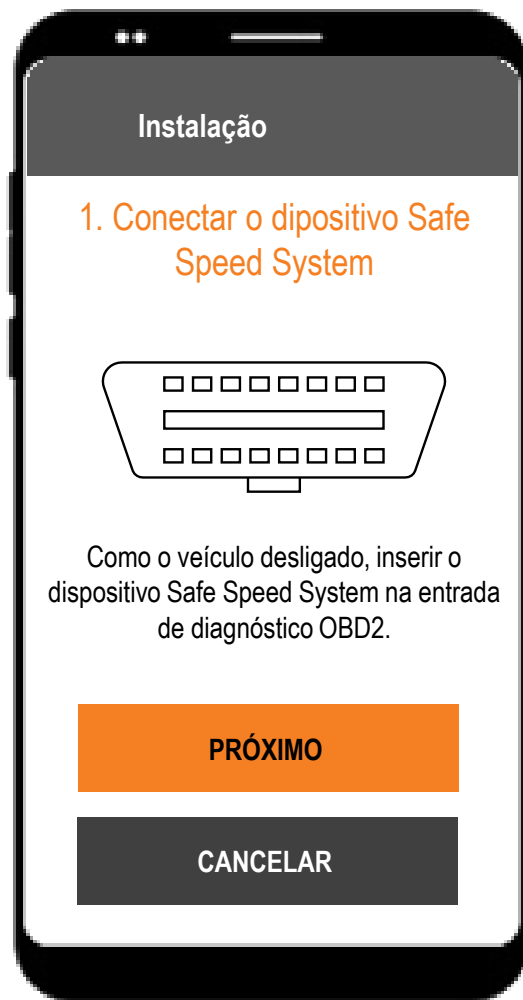 Instalação
1. Conectar o dipositivo Safe
Speed System
Como o veículo desligado, inserir o
dispositivo Safe Speed System na entrada
de diagnóstico OBD2.
PRÓXIMO
CANCELAR